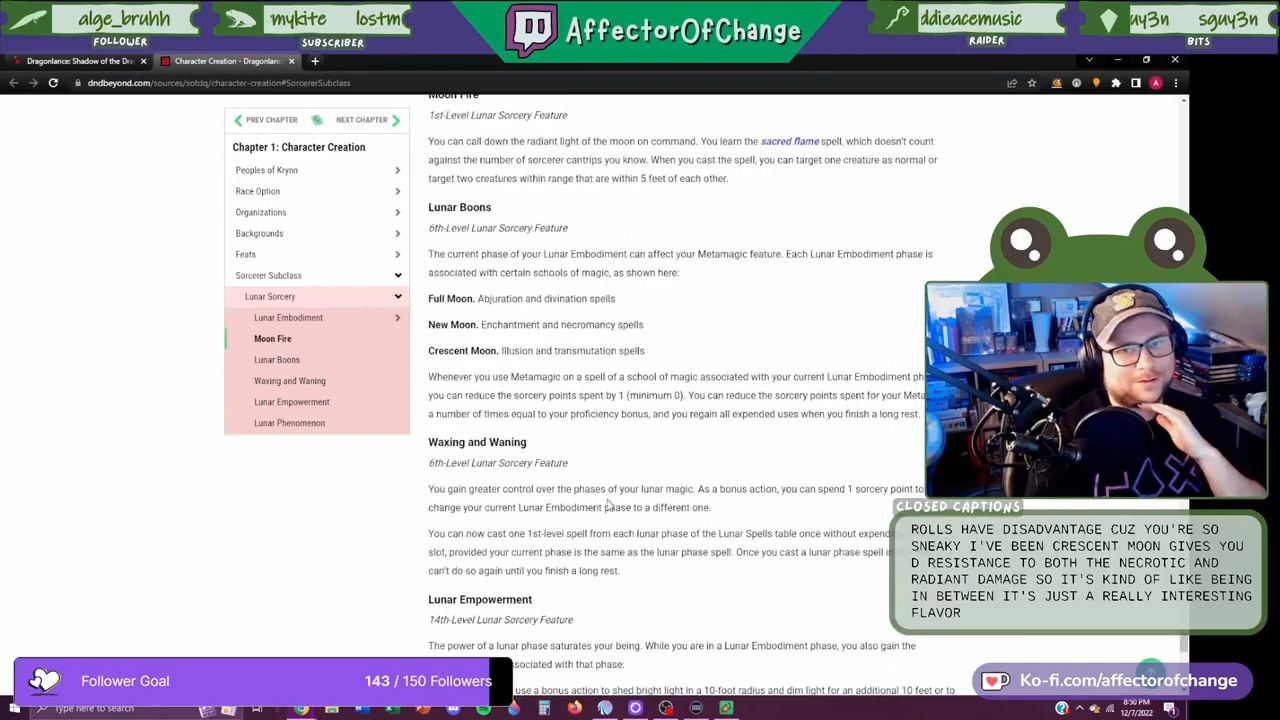 alge_bruhh
FOLLOWER
mykite lostm
SUBSCRIBER
AffectorOfChange
ddieacemusic
RAIDER
uy3n sguy3n
BITS
Dragonlance: Shadow of the Dra
Character Creation - Dragonlanc
dndbeyond.com/sources/sotdq/character-creation#SorcererSubclass
PREV CHAPTER
NEXT CHAPTER
Chapter 1: Character Creation
Peoples of Krynn
Race Option
Organizations
Backgrounds
Feats
Sorcerer Subclass
Lunar Sorcery
Lunar Embodiment
Moon Fire
Lunar Boons
Waxing and Waning
Lunar Empowerment
Lunar Phenomenon
Moon Fire
1st-Level Lunar Sorcery Feature
You can call down the radiant light of the moon on command. You learn the sacred flame spell, which doesn't count
against the number of sorcerer cantrips you know. When you cast the spell, you can target one creature as normal or
target two creatures within range that are within 5 feet of each other.
Lunar Boons
6th-Level Lunar Sorcery Feature
The current phase of your Lunar Embodiment can affect your Metamagic feature. Each Lunar Embodiment phase is
associated with certain schools of magic, as shown here:
Full Moon. Abjuration and divination spells
New Moon. Enchantment and necromancy spells
Crescent Moon. Illusion and transmutation spells
Whenever you use Metamagic on a spell of a school of magic associated with your current Lunar Embodiment ph
you can reduce the sorcery points spent by 1 (minimum 0). You can reduce the sorcery points spent for your Meta
a number of times equal to your proficiency bonus, and you regain all expended uses when you finish a long rest.
Waxing and Waning
6th-Level Lunar Sorcery Feature
You gain greater control over the phases of your lunar magic. As a bonus action, you can spend 1 sorcery point to
change your current Lunar Embodiment phase to a different one.
You can now cast one 1st-level spell from each lunar phase of the Lunar Spells table once without expend
slot, provided your current phase is the same as the lunar phase spell. Once you cast a lunar phase spell in
can't do so again until you finish a long rest.
Lunar Empowerment
14th-Level Lunar Sorcery Feature
The power of a lunar phase saturates your being. While you are in a Lunar Embodiment phase, you also gain the
ssociated with that phase:
use a bonus action to shed bright light in a 10-foot radius and dim light for an additional 10 feet or to
CLOSED CAPTIONS
ROLLS HAVE DISADVANTAGE CUZ YOU'RE SO
SNEAKY I'VE BEEN CRESCENT MOON GIVES YOU
D RESISTANCE TO BOTH THE NECROTIC AND
RADIANT DAMAGE SO IT'S KIND OF LIKE BEING
IN BETWEEN IT'S JUST A REALLY INTERESTING
FLAVOR
Follower Goal 143 / 150 Followers
Ko-fi.com/affectorofchange
Type here to search
8:50 PM
12/7/2022